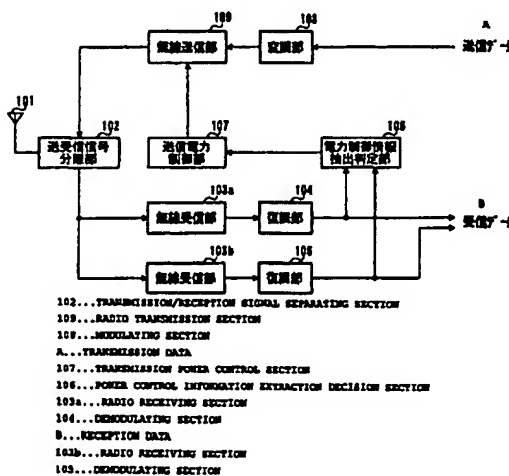 109
108
A
無線送信部
変調部
送信データ
101
102
107
106
送受信信号
分離部
送信電力
制御部
電力制御情報
抽出判定部
103a
104
B
無線受信部
復調部
受信データ
103b
105
無線受信部
復調部
102...TRANSMISSION/RECEPTION SIGNAL SEPARATING SECTION
109...RADIO TRANSMISSION SECTION
108...MODULATING SECTION
A...TRANSMISSION DATA
107...TRANSMISSION POWER CONTROL SECTION
106...POWER CONTROL INFORMATION EXTRACTION DECISION SECTION
103a...RADIO RECEIVING SECTION
104...DEMODULATING SECTION
B...RECEPTION DATA
103b...RADIO RECEIVING SECTION
105...DEMODULATING SECTION